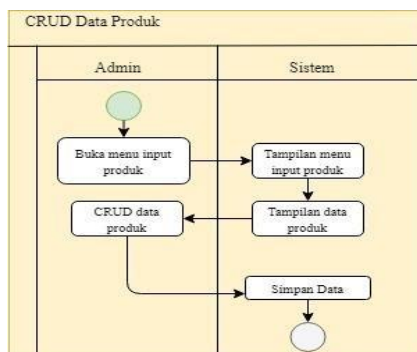 CRUD Data Produk
Admin
Sistem
Buka menu input
produk
Tampilan menu
input produk
CRUD data
produk
Tampilan data
produk
Simpan Data